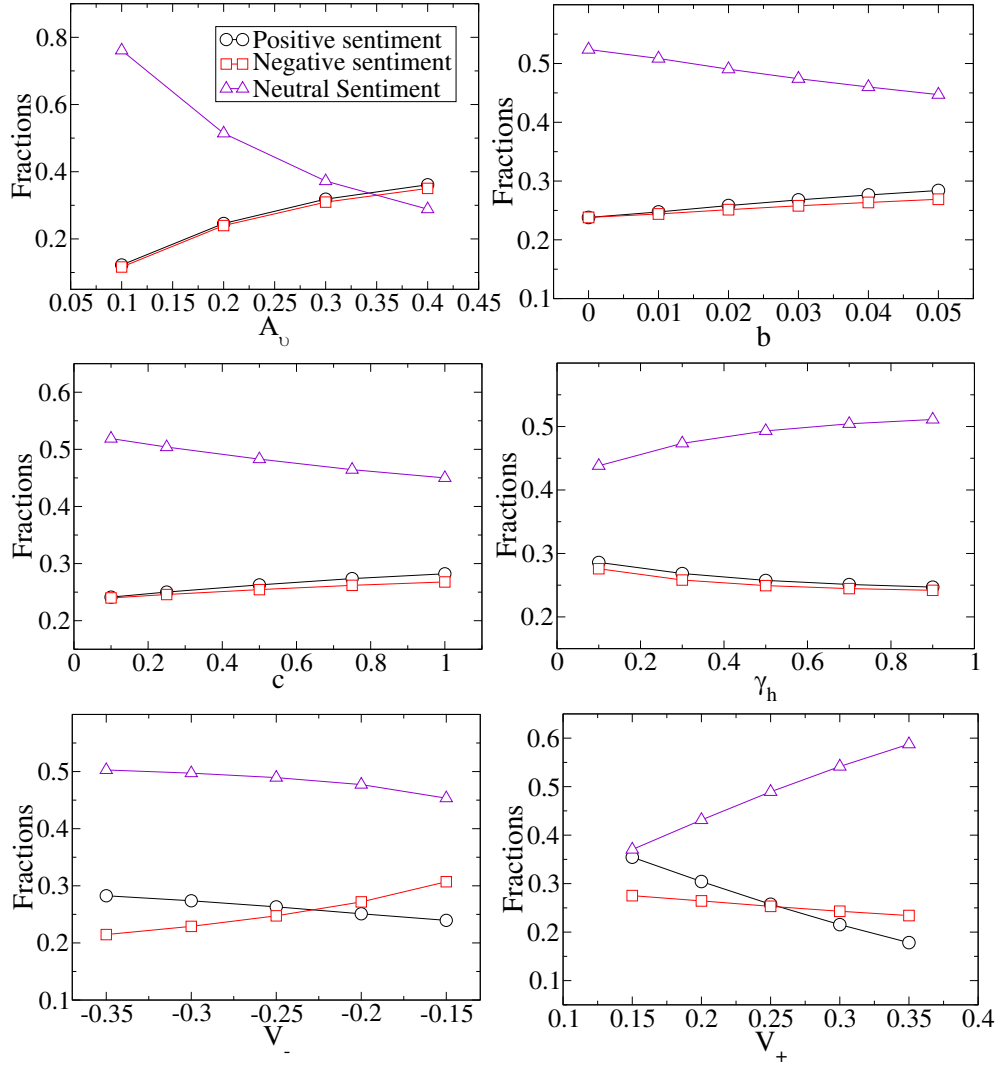 Fractions
0.8
0.6
0.4
0.2
Positive sentiment
Negative sentiment
Neutral Sentiment
0.05 0.1 0.15 0.2 0.25 0.3 0.35 0.4 0.45
A_υ
Fractions
0.5
0.4
0.3
0.2
0.1
0 0.01 0.02 0.03 0.04 0.05
b
Fractions
0.6
0.5
0.4
0.3
0.2
0 0.2 0.4 0.6 0.8 1
c
Fractions
0.5
0.4
0.3
0.2
0 0.2 0.4 0.6 0.8 1
γ_h
Fractions
0.5
0.4
0.3
0.2
0.1
-0.35 -0.3 -0.25 -0.2 -0.15
V_-
Fractions
0.6
0.5
0.4
0.3
0.2
0.1
0.1 0.15 0.2 0.25 0.3 0.35 0.4
V_+